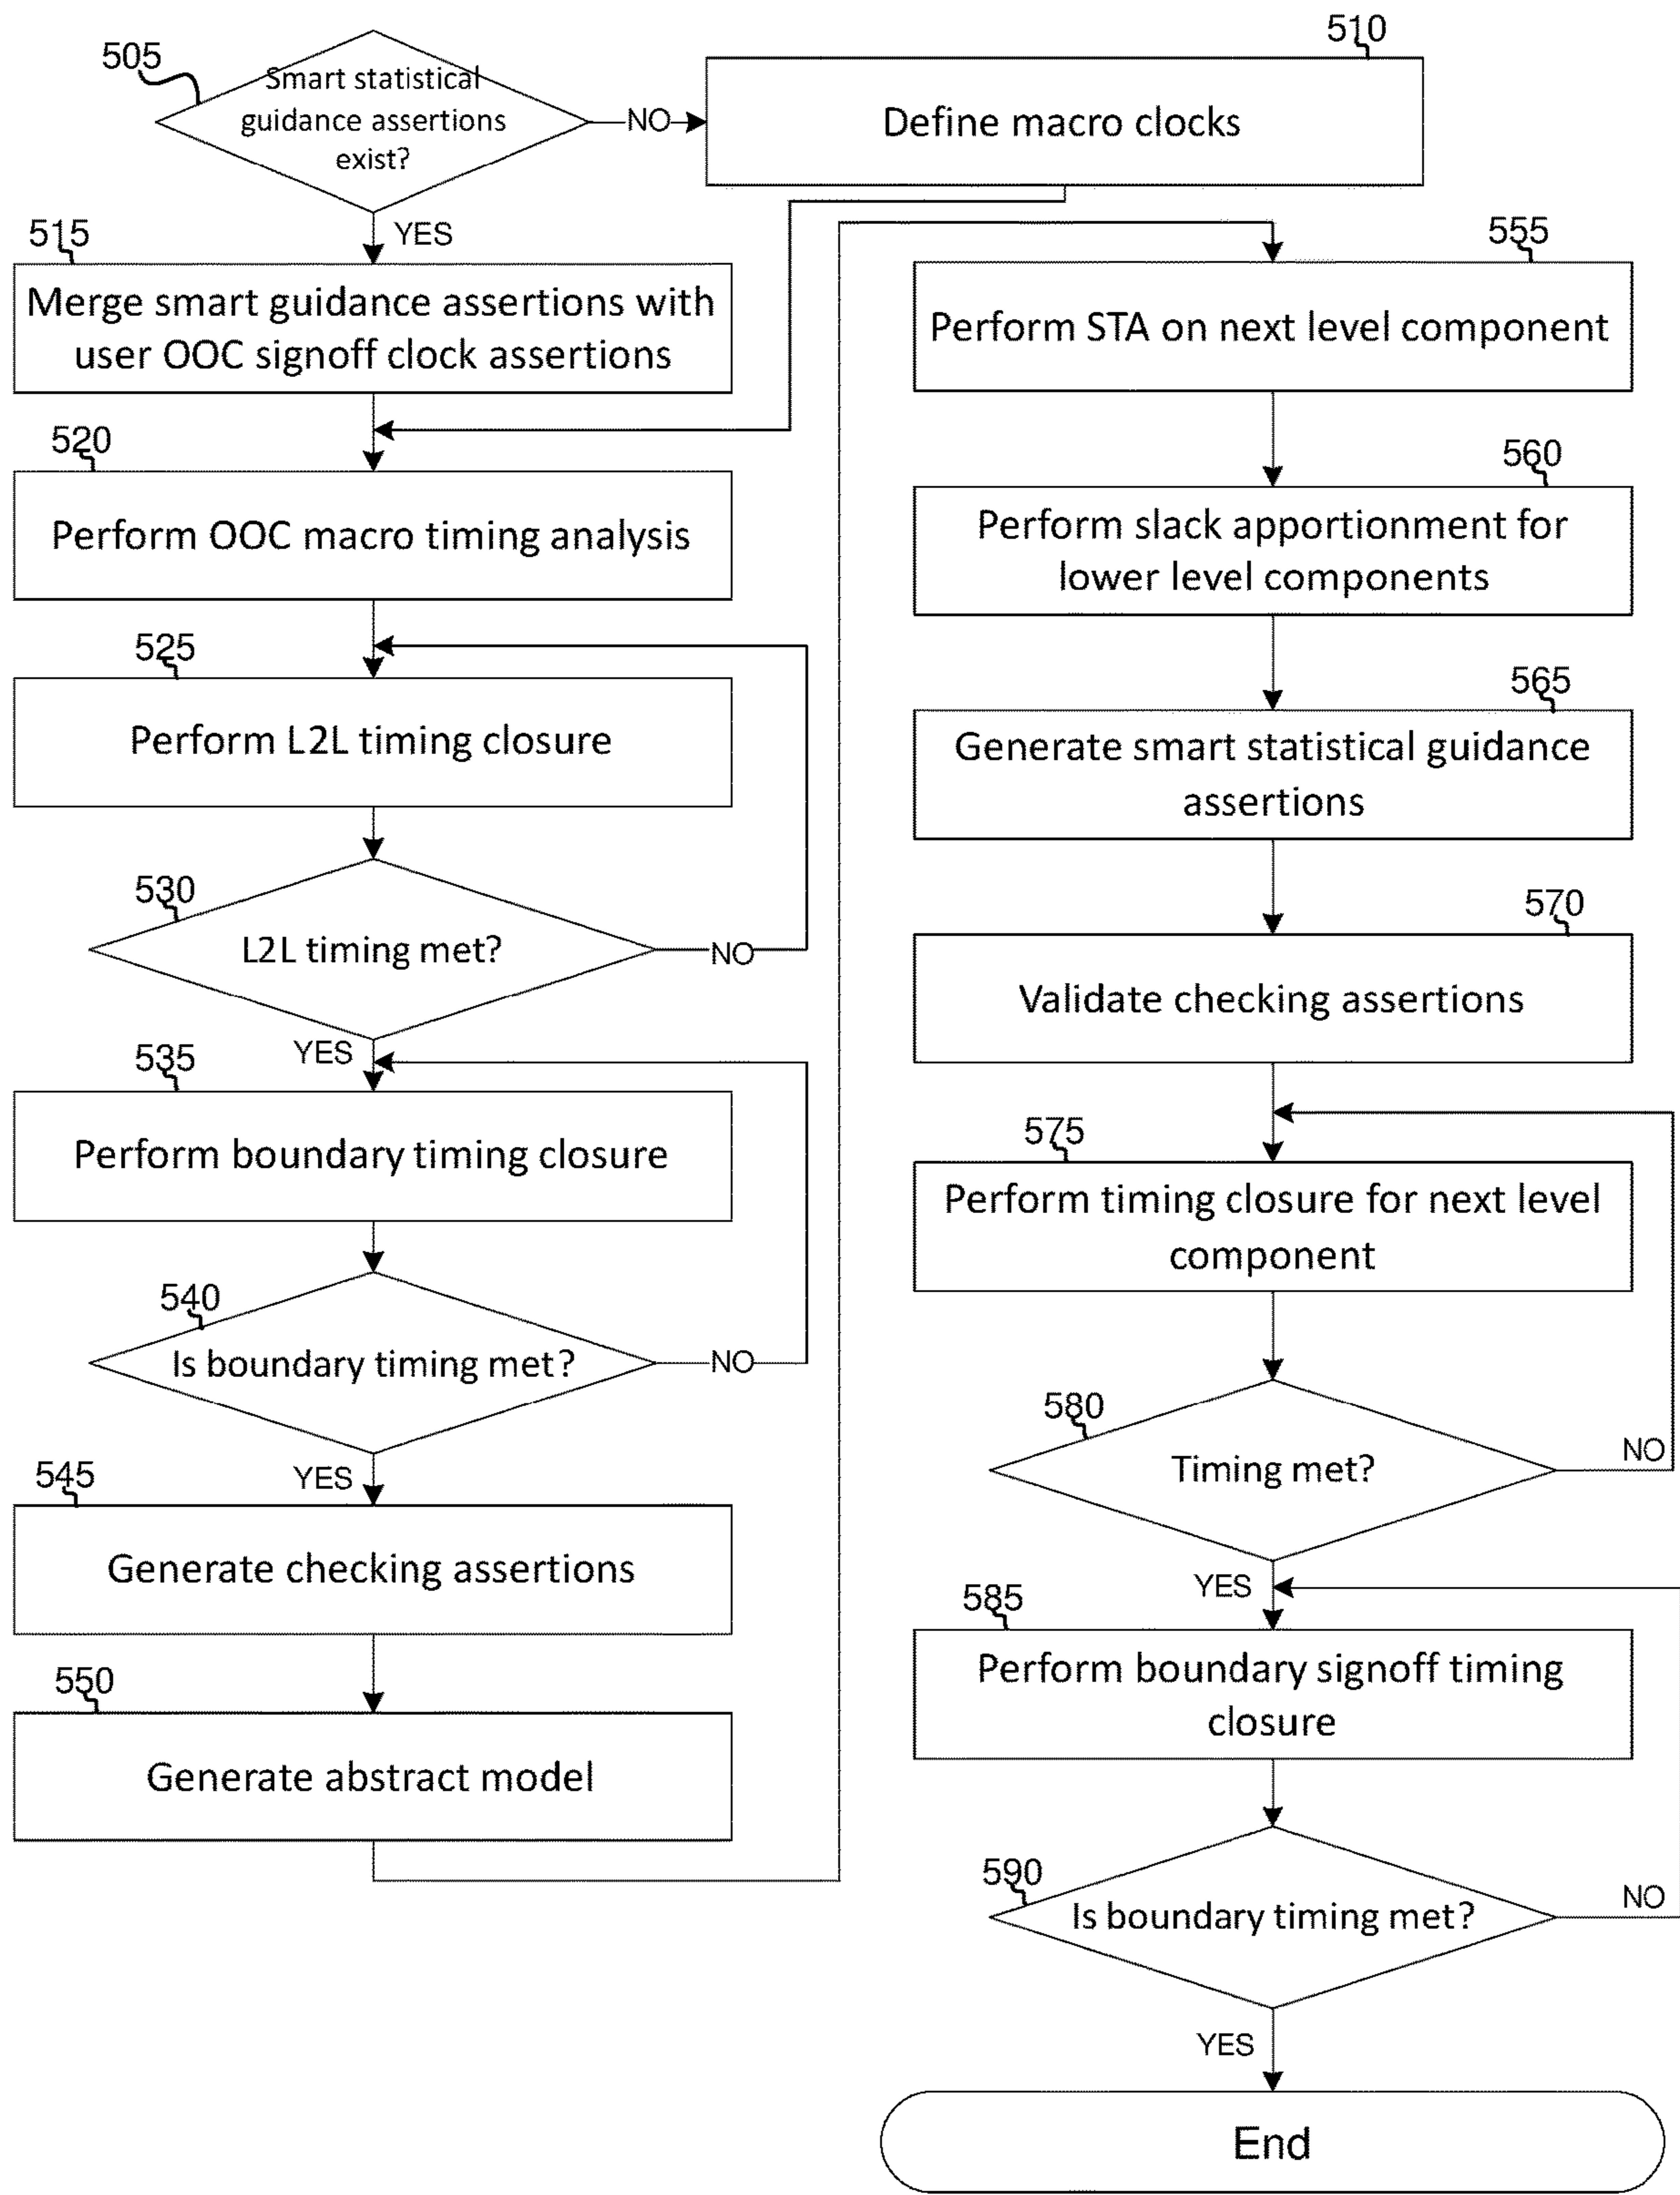 505
Smart statistical
guidance assertions
exist?
NO
510
Define macro clocks
YES
515
Merge smart guidance assertions with
user OOC signoff clock assertions
520
Perform OOC macro timing analysis
525
Perform L2L timing closure
530
L2L timing met?
NO
YES
535
Perform boundary timing closure
540
Is boundary timing met?
NO
YES
545
Generate checking assertions
550
Generate abstract model
555
Perform STA on next level component
560
Perform slack apportionment for
lower level components
565
Generate smart statistical guidance
assertions
570
Validate checking assertions
575
Perform timing closure for next level
component
580
Timing met?
NO
YES
585
Perform boundary signoff timing
closure
590
Is boundary timing met?
NO
YES
End